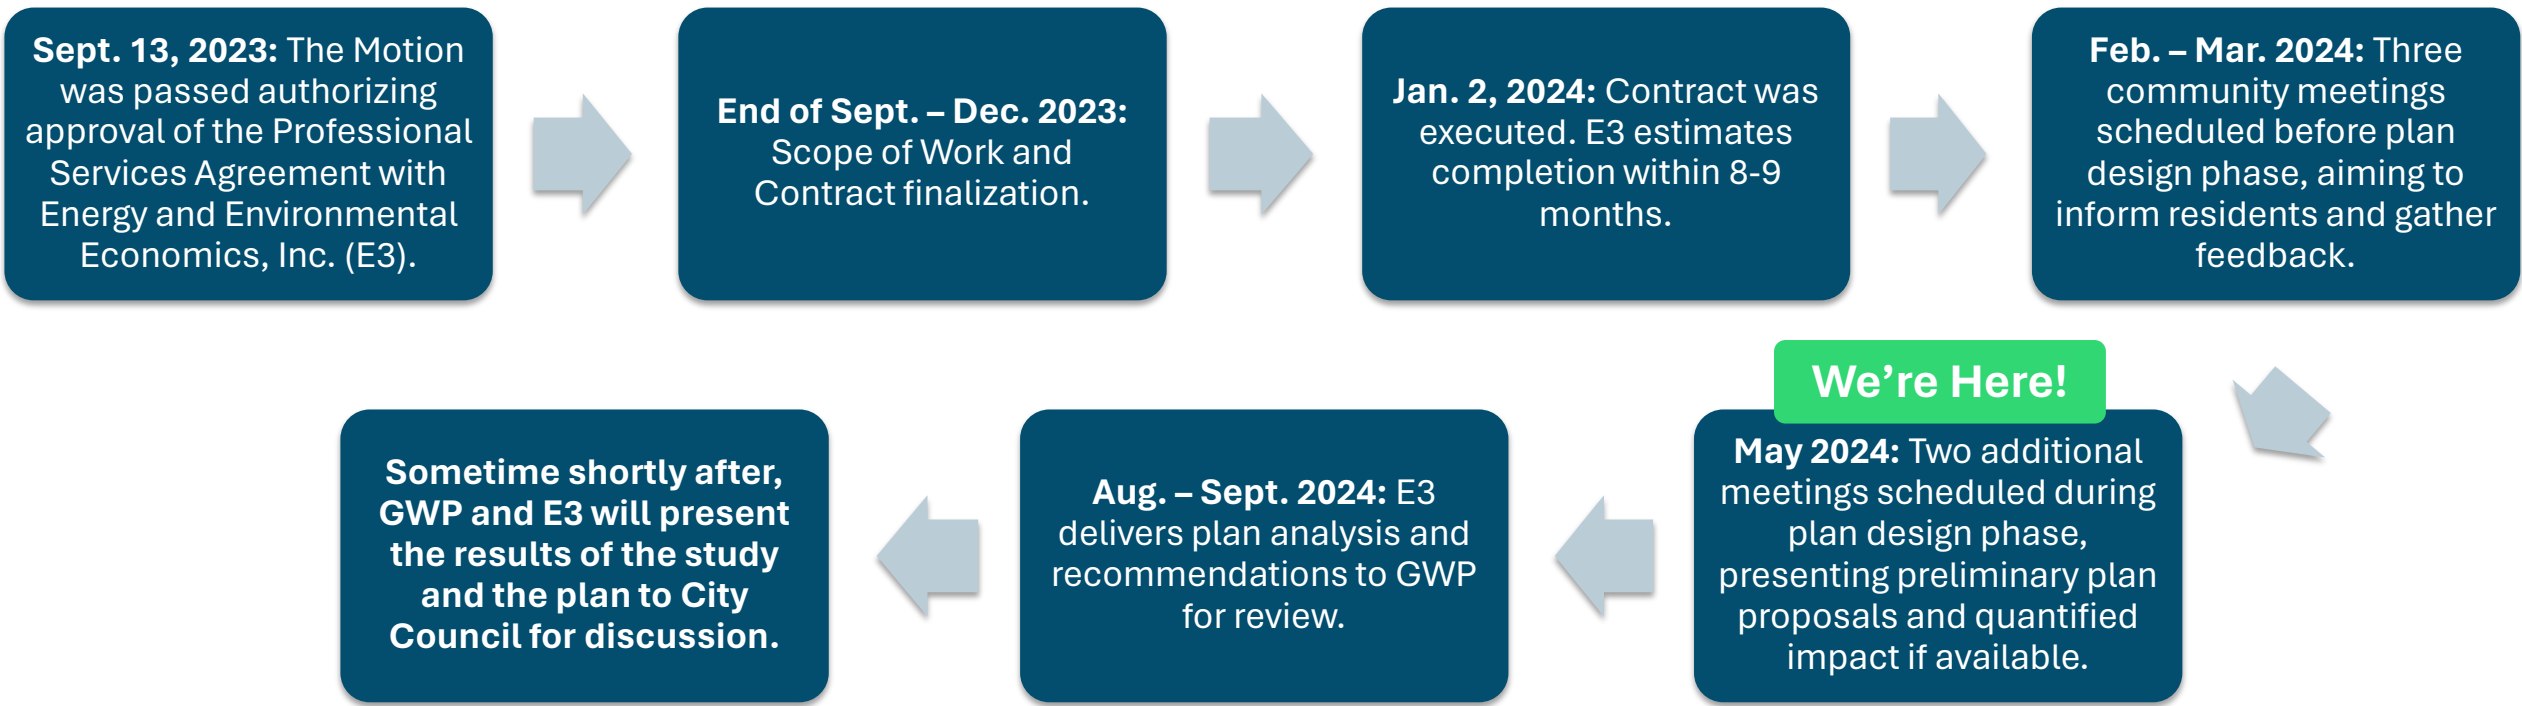 Sept. 13, 2023: The Motion
was passed authorizing
approval of the Professional
Services Agreement with
Energy and Environmental
Economics, Inc. (E3).
End of Sept. – Dec. 2023:
Scope of Work and
Contract finalization.
Jan. 2, 2024: Contract was
executed. E3 estimates
completion within 8-9
months.
Feb. – Mar. 2024: Three
community meetings
scheduled before plan
design phase, aiming to
inform residents and gather
feedback.
We’re Here!
May 2024: Two additional
meetings scheduled during
plan design phase,
presenting preliminary plan
proposals and quantified
impact if available.
Aug. – Sept. 2024: E3
delivers plan analysis and
recommendations to GWP
for review.
Sometime shortly after,
GWP and E3 will present
the results of the study
and the plan to City
Council for discussion.